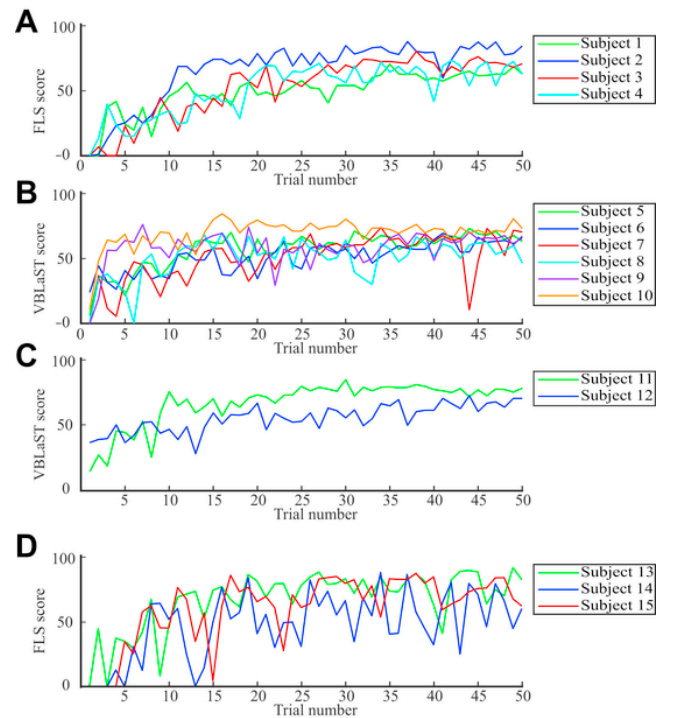 A
100
50
0
FLS score
0 5 10 15 20 25 30 35 40 45 50
Trial number
Subject 1
Subject 2
Subject 3
Subject 4
B
100
50
0
VBLaST score
5 10 15 20 25 30 35 40 45 50
Trial number
Subject 5
Subject 6
Subject 7
Subject 8
Subject 9
Subject 10
C
100
50
0
VBLaST score
5 10 15 20 25 30 35 40 45 50
Trial number
Subject 11
Subject 12
D
100
50
0
FLS score
5 10 15 20 25 30 35 40 45 50
Trial number
Subject 13
Subject 14
Subject 15